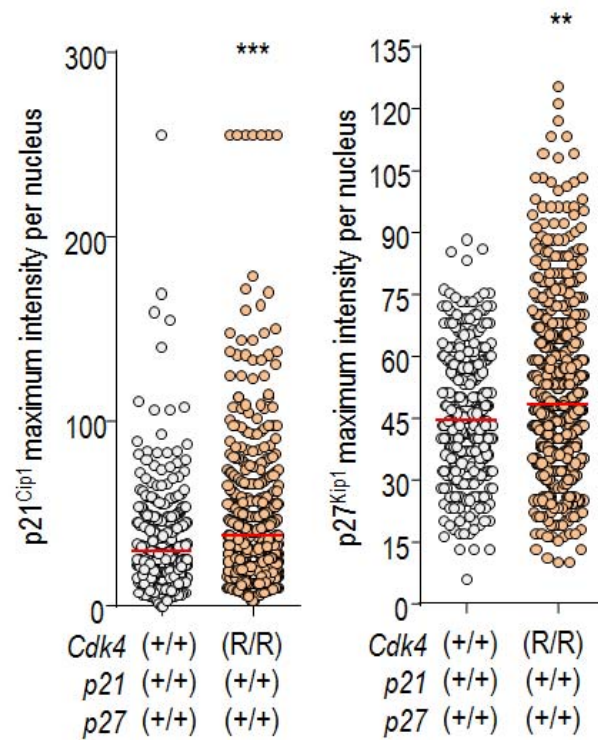 ***
300
200
100
0
p21Cip1 maximum intensity per nucleus
Cdk4 (+/+) (R/R)
p21 (+/+) (+/+)
p27 (+/+) (+/+)
**
135
120
105
90
75
60
45
30
15
0
p27Kip1 maximum intensity per nucleus
Cdk4 (+/+) (R/R)
p21 (+/+) (+/+)
p27 (+/+) (+/+)